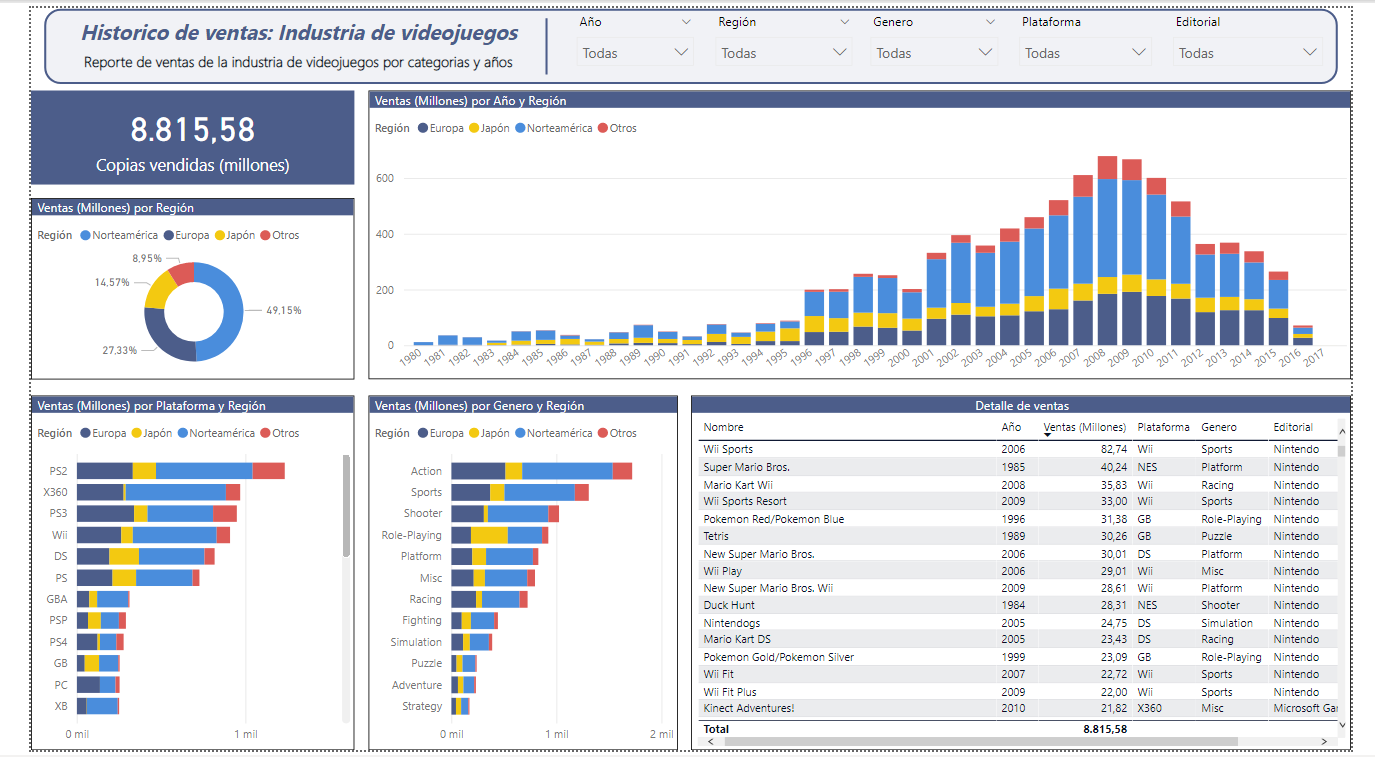 Historico de ventas: Industria de videojuegos
Reporte de ventas de la industria de videojuegos por categorias y años
Año Región Genero Plataforma Editorial
Todas Todas Todas Todas Todas
8.815,58
Copias vendidas (millones)
Ventas (Millones) por Región
Región Norteamérica Europa Japón Otros
8,95%
14,57%
49,15%
27,33%
Ventas (Millones) por Año y Región
Región Europa Japón Norteamérica Otros
600
400
200
0
1980 1981 1982 1983 1984 1985 1986 1987 1988 1989 1990 1991 1992 1993 1994 1995 1996 1997 1998 1999 2000 2001 2002 2003 2004 2005 2006 2007 2008 2009 2010 2011 2012 2013 2014 2015 2016 2017
Ventas (Millones) por Plataforma y Región
Región Europa Japón Norteamérica Otros
PS2
X360
PS3
Wii
DS
PS
GBA
PSP
PS4
GB
PC
XB
0 mil 1 mil
Ventas (Millones) por Genero y Región
Región Europa Japón Norteamérica Otros
Action
Sports
Shooter
Role-Playing
Platform
Misc
Racing
Fighting
Simulation
Puzzle
Adventure
Strategy
0 mil 1 mil 2 mil
Detalle de ventas
Nombre Año Ventas (Millones) Plataforma Genero Editorial
Wii Sports 2006 82,74 Wii Sports Nintendo
Super Mario Bros. 1985 40,24 NES Platform Nintendo
Mario Kart Wii 2008 35,83 Wii Racing Nintendo
Wii Sports Resort 2009 33,00 Wii Sports Nintendo
Pokemon Red/Pokemon Blue 1996 31,38 GB Role-Playing Nintendo
Tetris 1989 30,26 GB Puzzle Nintendo
New Super Mario Bros. 2006 30,01 DS Platform Nintendo
Wii Play 2006 29,01 Wii Misc Nintendo
New Super Mario Bros. Wii 2009 28,61 Wii Platform Nintendo
Duck Hunt 1984 28,31 NES Shooter Nintendo
Nintendogs 2005 24,75 DS Simulation Nintendo
Mario Kart DS 2005 23,43 DS Racing Nintendo
Pokemon Gold/Pokemon Silver 1999 23,09 GB Role-Playing Nintendo
Wii Fit 2007 22,72 Wii Sports Nintendo
Wii Fit Plus 2009 22,00 Wii Sports Nintendo
Kinect Adventures! 2010 21,82 X360 Misc Microsoft Gar
Total 8.815,58